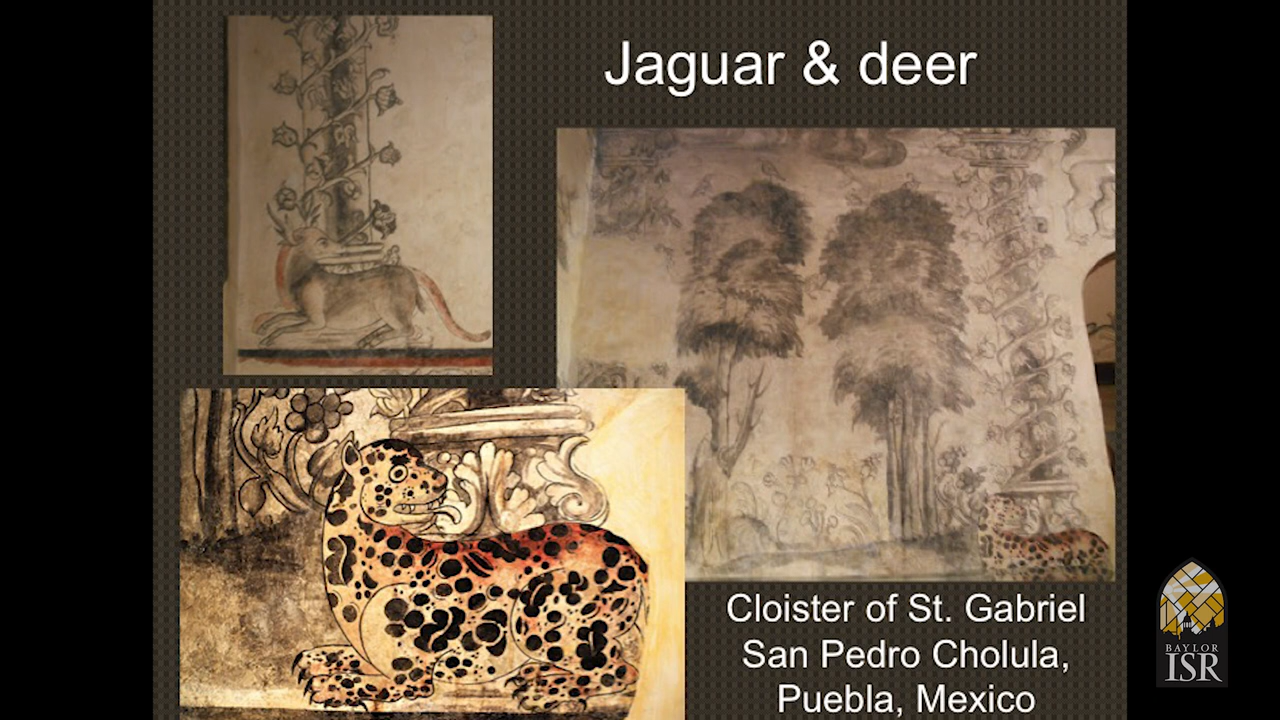 Jaguar & deer
Cloister of St. Gabriel
San Pedro Cholula,
Puebla, Mexico
BAYLOR
ISR